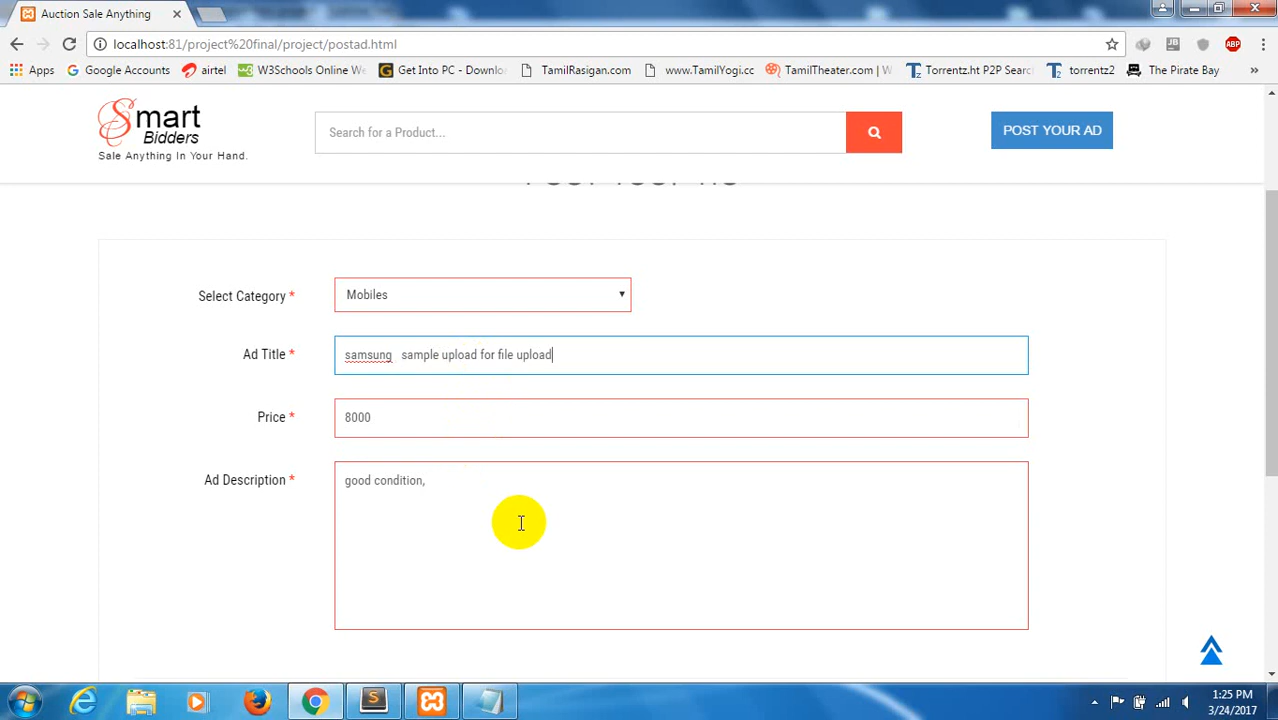 Auction Sale Anything
localhost:81/project%20final/project/postad.html
Apps Google Accounts airtel W3Schools Online We Get Into PC - Downlo TamilRasigan.com www.TamilYogi.cc TamilTheater.com | W Torrentz.ht P2P Searc torrentz2 The Pirate Bay »
ABP
Smart
Bidders
Sale Anything In Your Hand.
Search for a Product...
POST YOUR AD
Select Category *
Mobiles
Ad Title *
samsung sample upload for file upload
Price *
8000
Ad Description *
good condition,
1:25 PM
3/24/2017